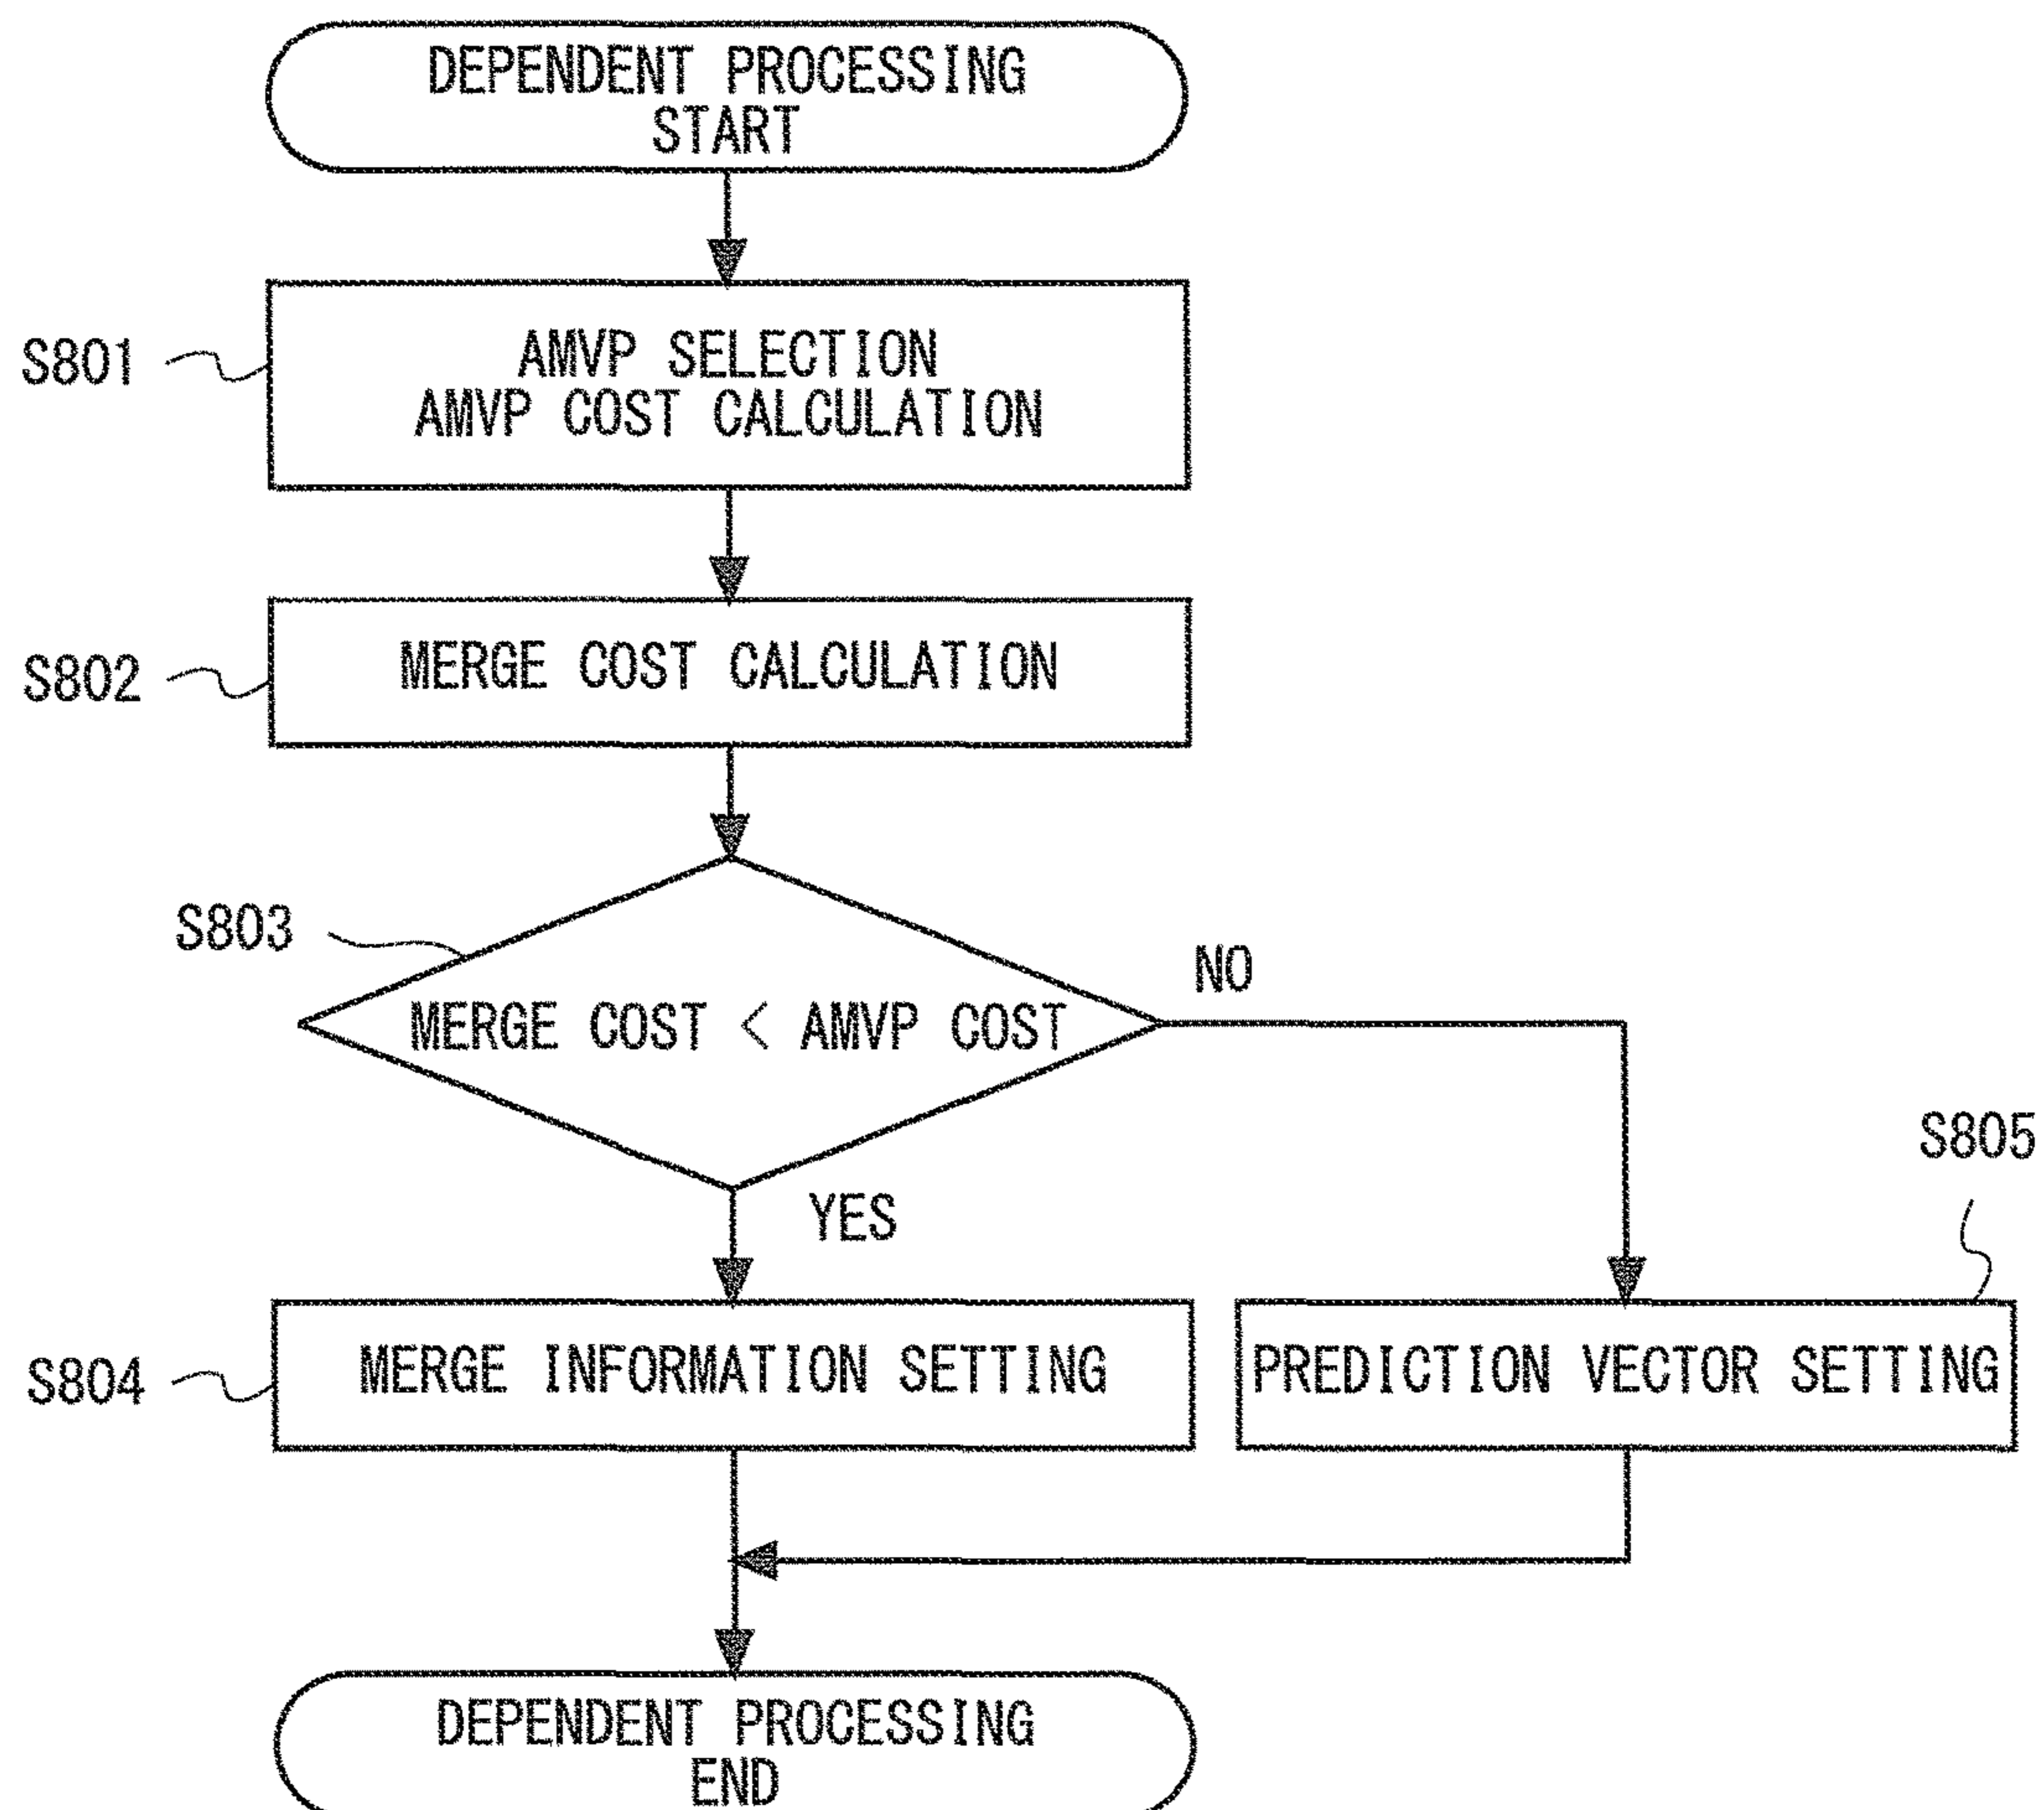 DEPENDENT PROCESSING
START
S801
AMVP SELECTION
AMVP COST CALCULATION
S802
MERGE COST CALCULATION
S803
MERGE COST < AMVP COST
NO
YES
S805
S804
MERGE INFORMATION SETTING
PREDICTION VECTOR SETTING
DEPENDENT PROCESSING
END